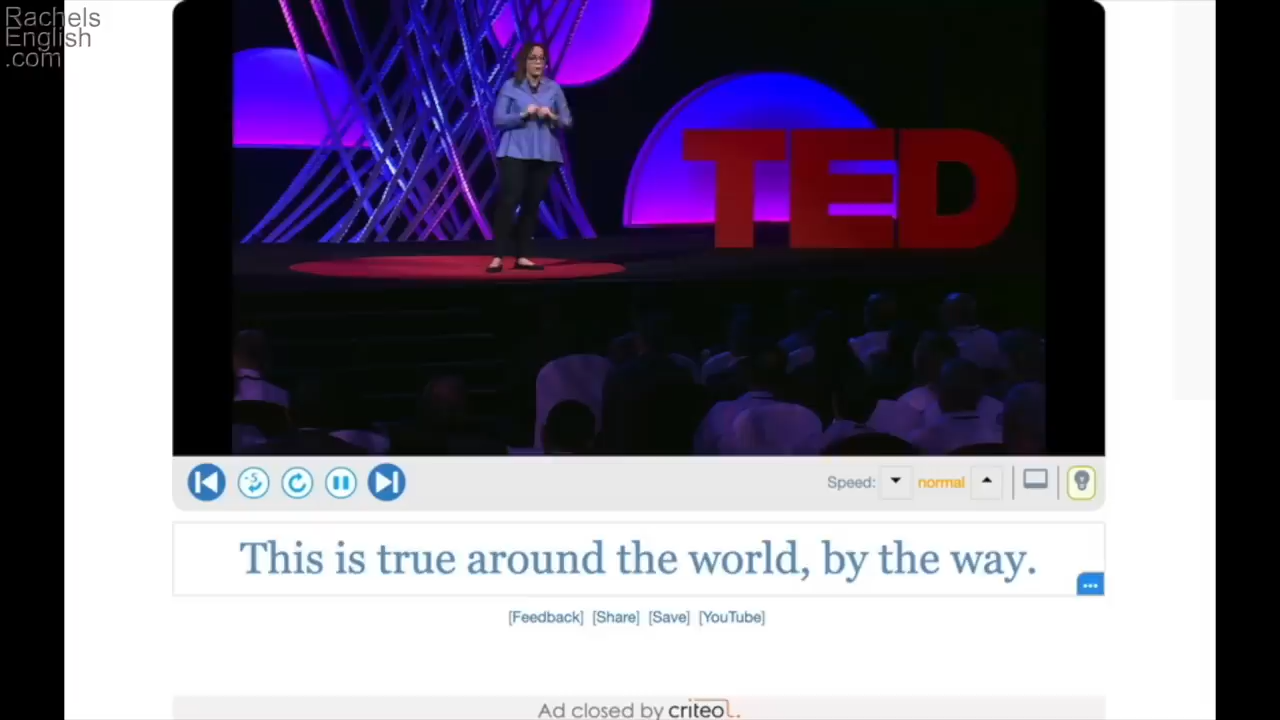 Rachels
English
.com
TED
5
Speed: normal
This is true around the world, by the way.
...
[Feedback] [Share] [Save] [YouTube]
Ad closed by criteo.